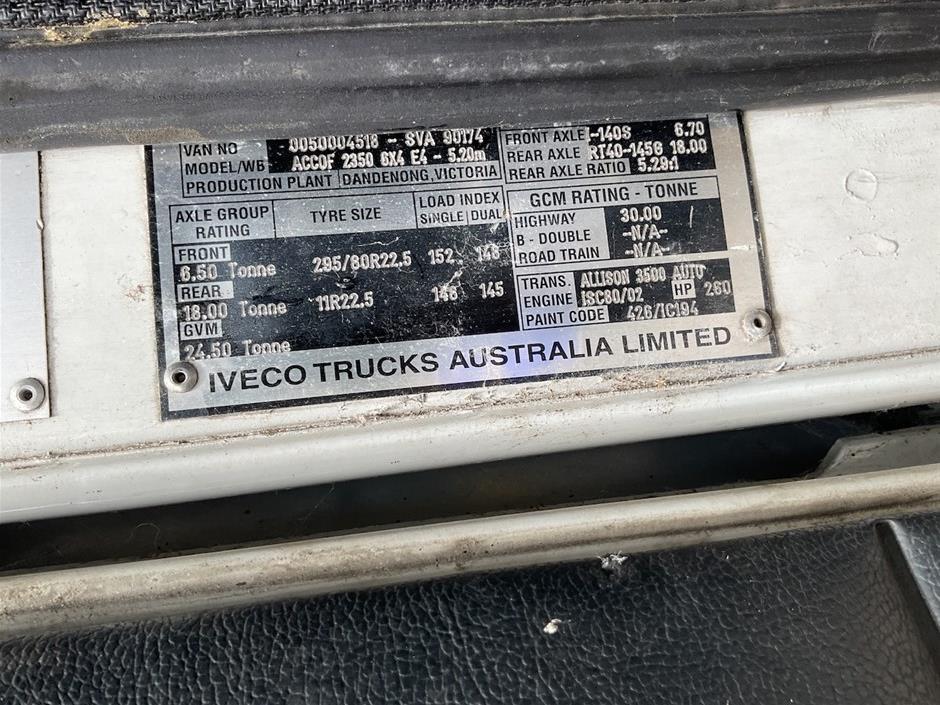 VAN NO 0050004518 - SVA 90174
MODEL/WB ACCOF 2350 6X4 E4 - 5.20m
PRODUCTION PLANT DANDENONG, VICTORIA
FRONT AXLE -140S 6.70
REAR AXLE RT40-145G 18.00
REAR AXLE RATIO 5.29:1
AXLE GROUP RATING TYRE SIZE LOAD INDEX
SINGLE DUAL
FRONT
6.50 Tonne 295/80R22.5 152 148
REAR
18.00 Tonne 11R22.5 148 145
GVM
24.50 Tonne
GCM RATING - TONNE
HIGHWAY 30.00
B - DOUBLE -N/A-
ROAD TRAIN -N/A-
TRANS. ALLISON 3500 AUTO
ENGINE ISC80/02 HP 260
PAINT CODE 426/IC194
IVECO TRUCKS AUSTRALIA LIMITED